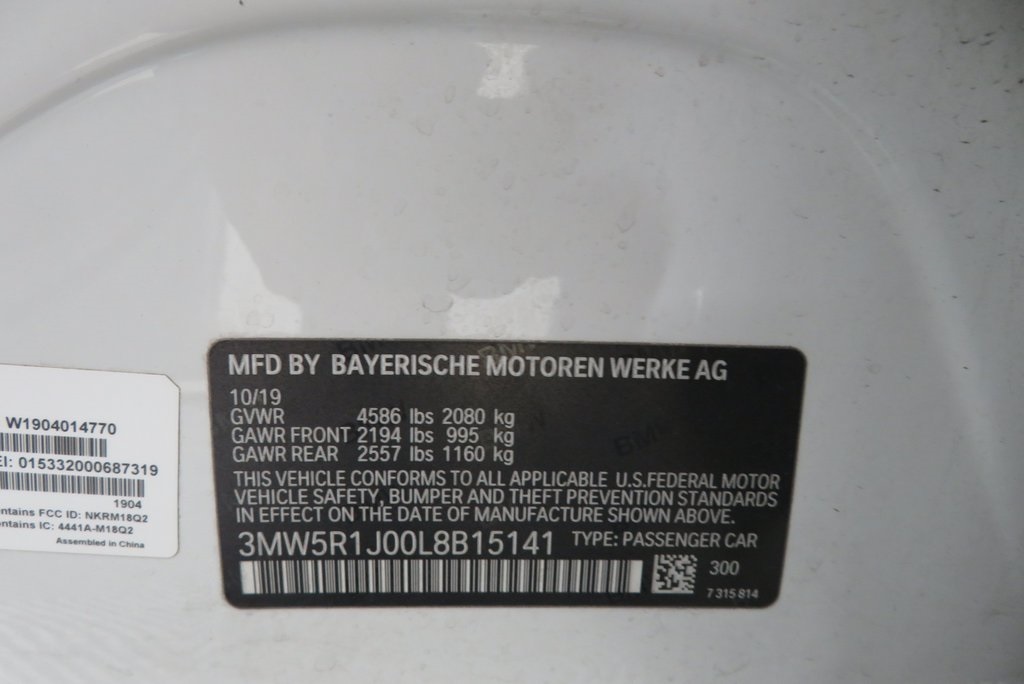 MFD BY BAYERISCHE MOTOREN WERKE AG
10/19
GVWR 4586 lbs 2080 kg
GAWR FRONT 2194 lbs 995 kg
GAWR REAR 2557 lbs 1160 kg
THIS VEHICLE CONFORMS TO ALL APPLICABLE U.S.FEDERAL MOTOR
VEHICLE SAFETY, BUMPER AND THEFT PREVENTION STANDARDS
IN EFFECT ON THE DATE OF MANUFACTURE SHOWN ABOVE.
3MW5R1J00L8B15141 TYPE: PASSENGER CAR
300
7 315 814
W1904014770
EI: 015332000687319
1904
ntains FCC ID: NKRM18Q2
ntains IC: 4441A-M18Q2
Assembled in China